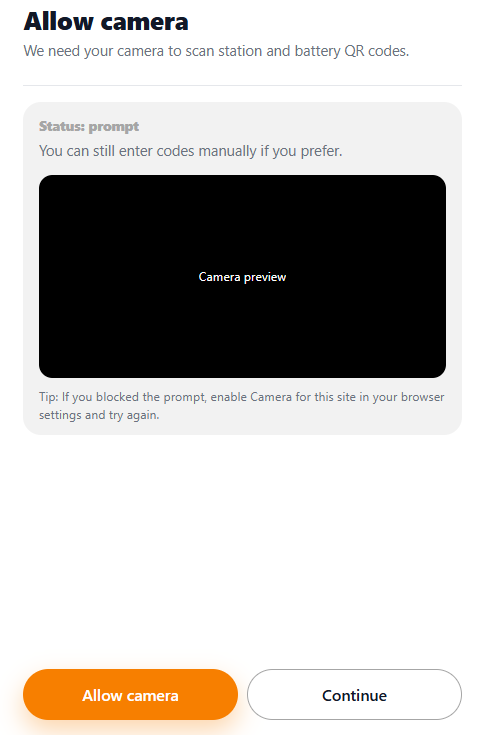 Allow camera
We need your camera to scan station and battery QR codes.
Status: prompt
You can still enter codes manually if you prefer.
Camera preview
Tip: If you blocked the prompt, enable Camera for this site in your browser
settings and try again.
Allow camera
Continue